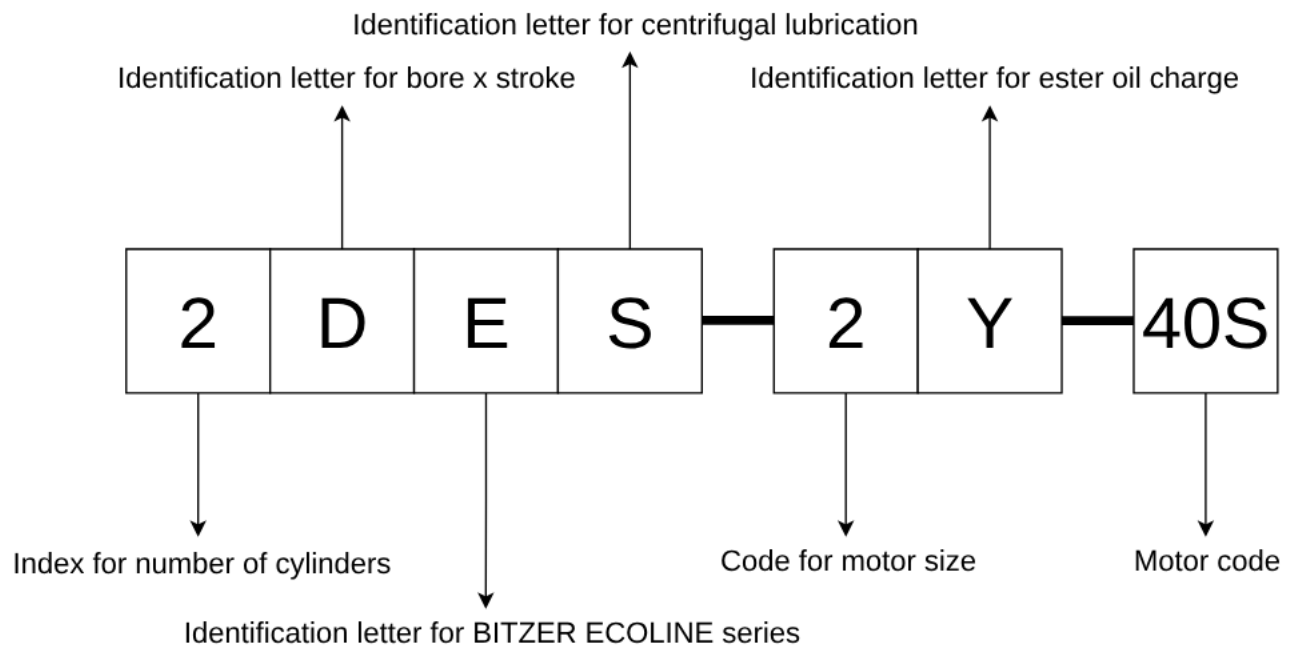 Identification letter for centrifugal lubrication
Identification letter for bore x stroke
Identification letter for ester oil charge
2 D E S 2 Y 40S
Index for number of cylinders
Code for motor size
Motor code
Identification letter for BITZER ECOLINE series